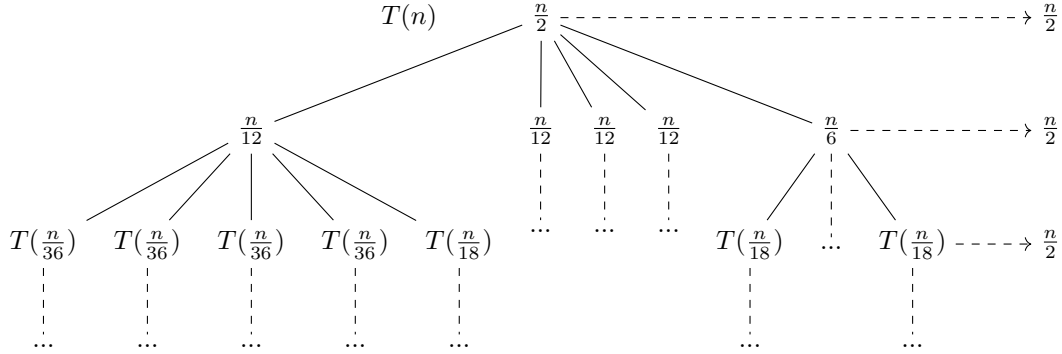 T(n) n/2 n/2
n/12 n/12 n/12 n/12 n/6 n/2
T(n/36) T(n/36) T(n/36) T(n/36) T(n/18) ... ... ... T(n/18) ... T(n/18) n/2
... ... ... ... ... ... ...